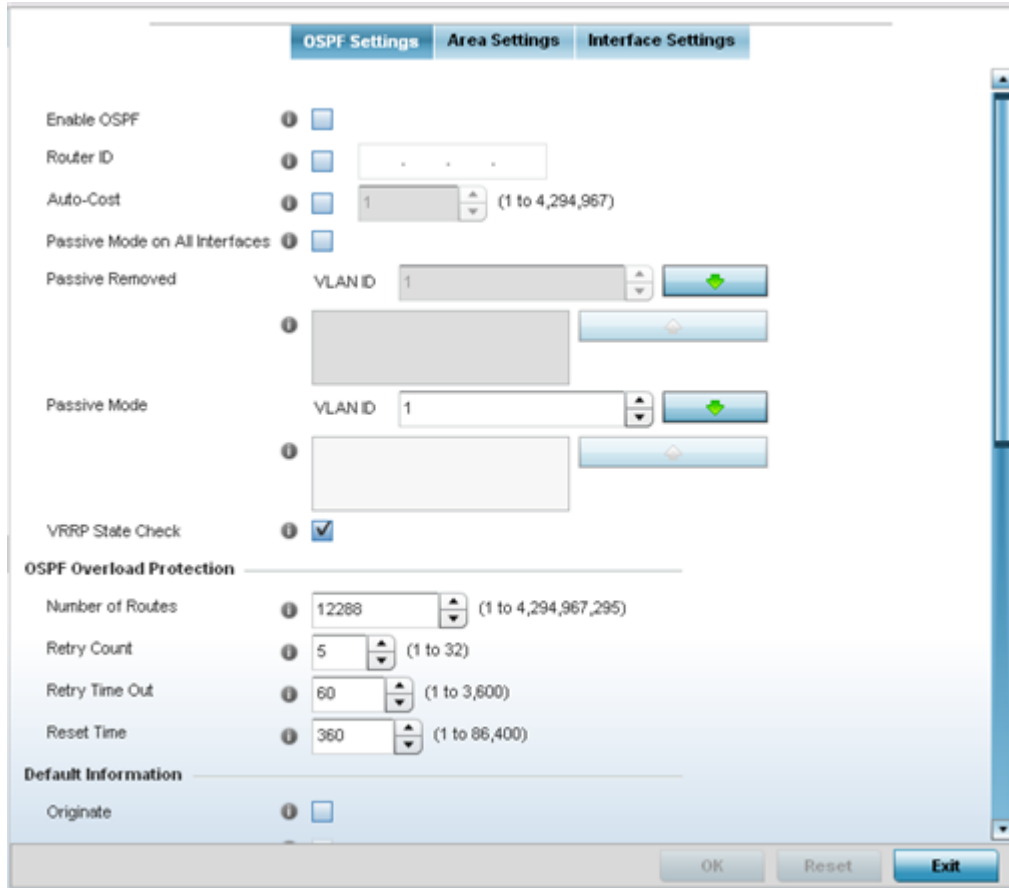 OSPF Settings Area Settings Interface Settings
Enable OSPF
Router ID . . .
Auto-Cost 1 (1 to 4,294,967)
Passive Mode on All Interfaces
Passive Removed VLAN ID 1
Passive Mode VLAN ID 1
VRRP State Check
OSPF Overload Protection
Number of Routes 12288 (1 to 4,294,967,295)
Retry Count 5 (1 to 32)
Retry Time Out 60 (1 to 3,600)
Reset Time 360 (1 to 86,400)
Default Information
Originate
OK Reset Exit